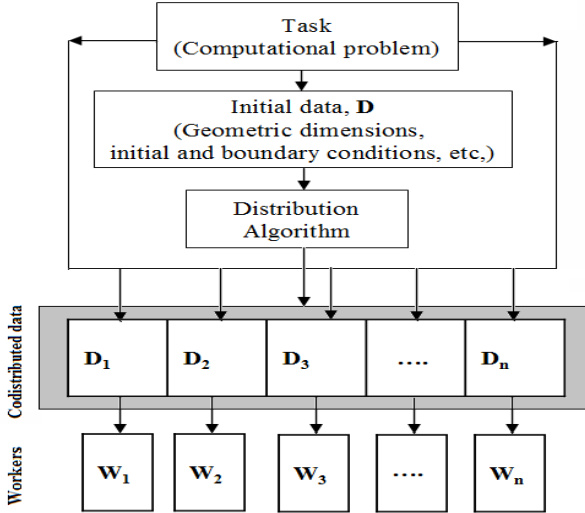 Task
(Computational problem)
Initial data, D
(Geometric dimensions,
initial and boundary conditions, etc,)
Distribution
Algorithm
Codistributed data
D1 D2 D3 .... Dn
Workers
W1 W2 W3 .... Wn